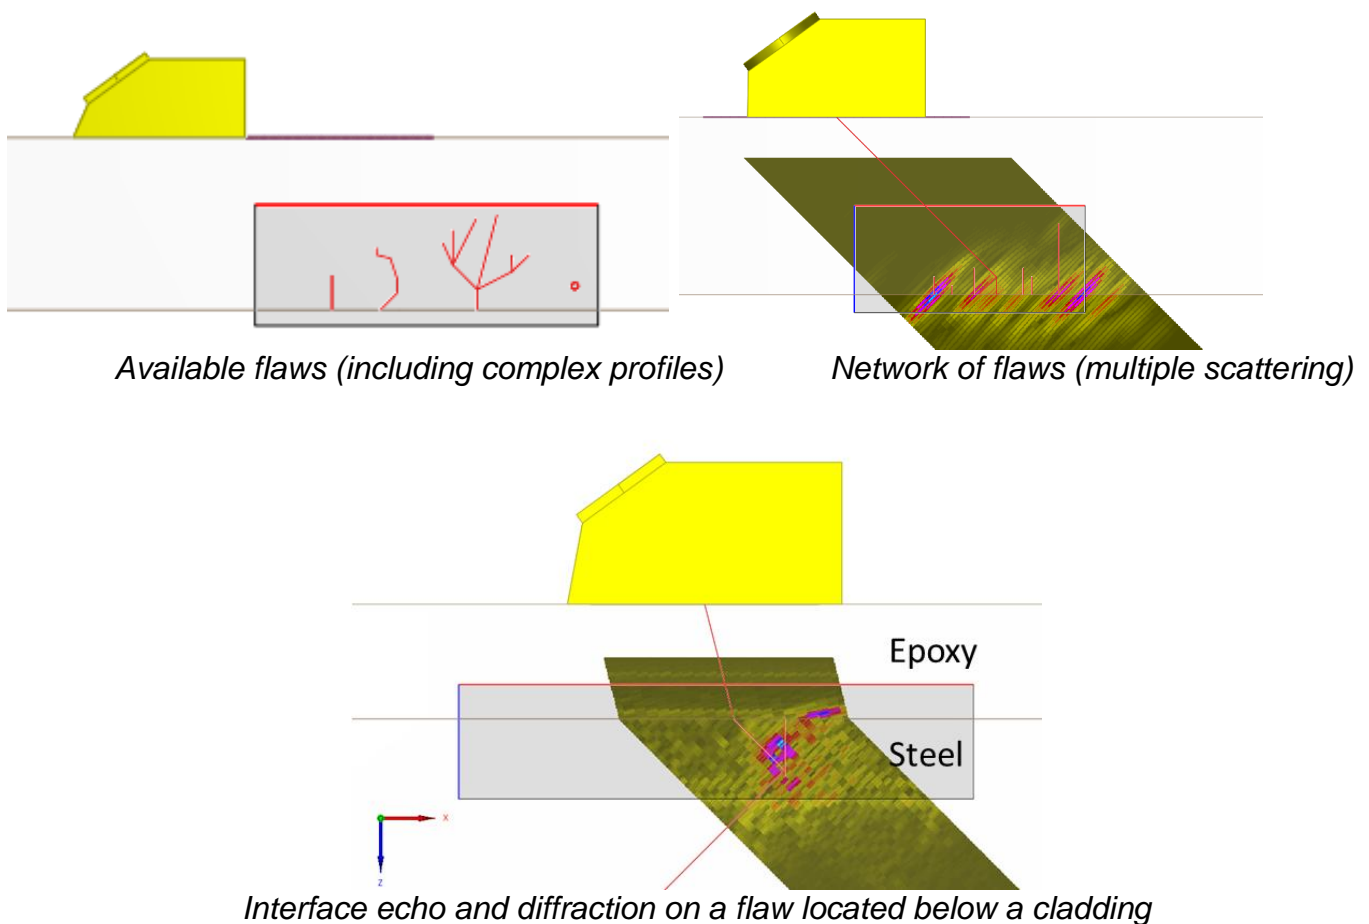 Available flaws (including complex profiles)
Network of flaws (multiple scattering)
Epoxy
Steel
x
z
Interface echo and diffraction on a flaw located below a cladding